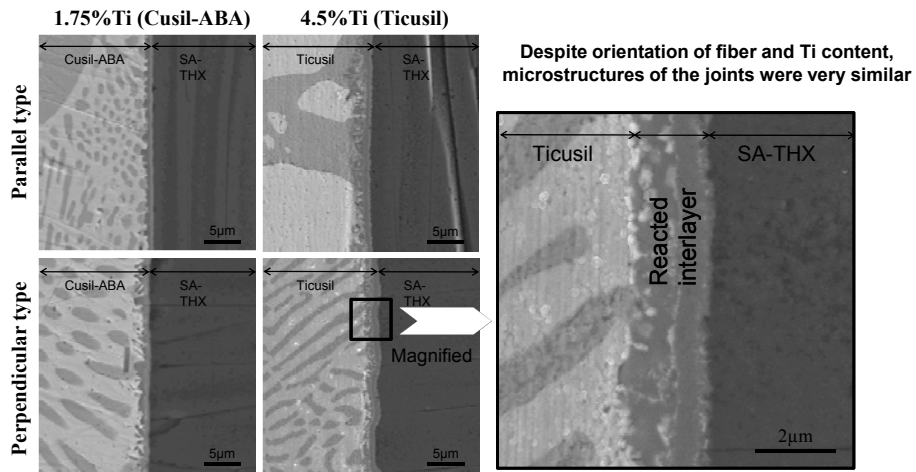 1.75%Ti (Cusil-ABA)
4.5%Ti (Ticusil)
Despite orientation of fiber and Ti content,
microstructures of the joints were very similar
Parallel type
Cusil-ABA
SA-
THX
5μm
Ticusil
SA-
THX
5μm
Perpendicular type
Cusil-ABA
SA-
THX
5μm
Ticusil
SA-
THX
Magnified
5μm
Ticusil
Reacted
interlayer
SA-THX
2μm